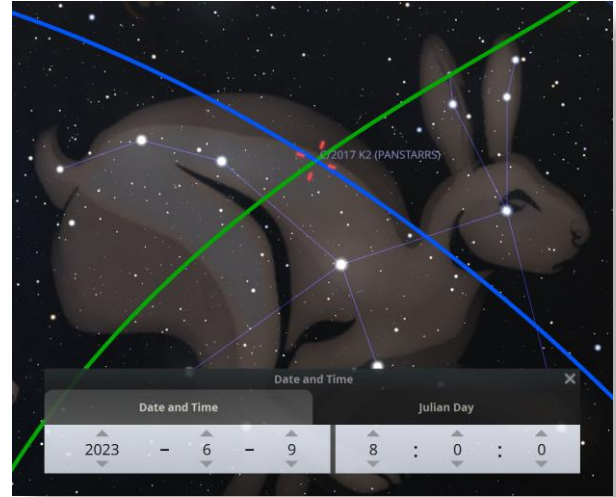 C/2017 K2 (PANSTARRS)
Date and Time ×
Date and Time Julian Day
2023 - 6 - 9 8 : 0 : 0